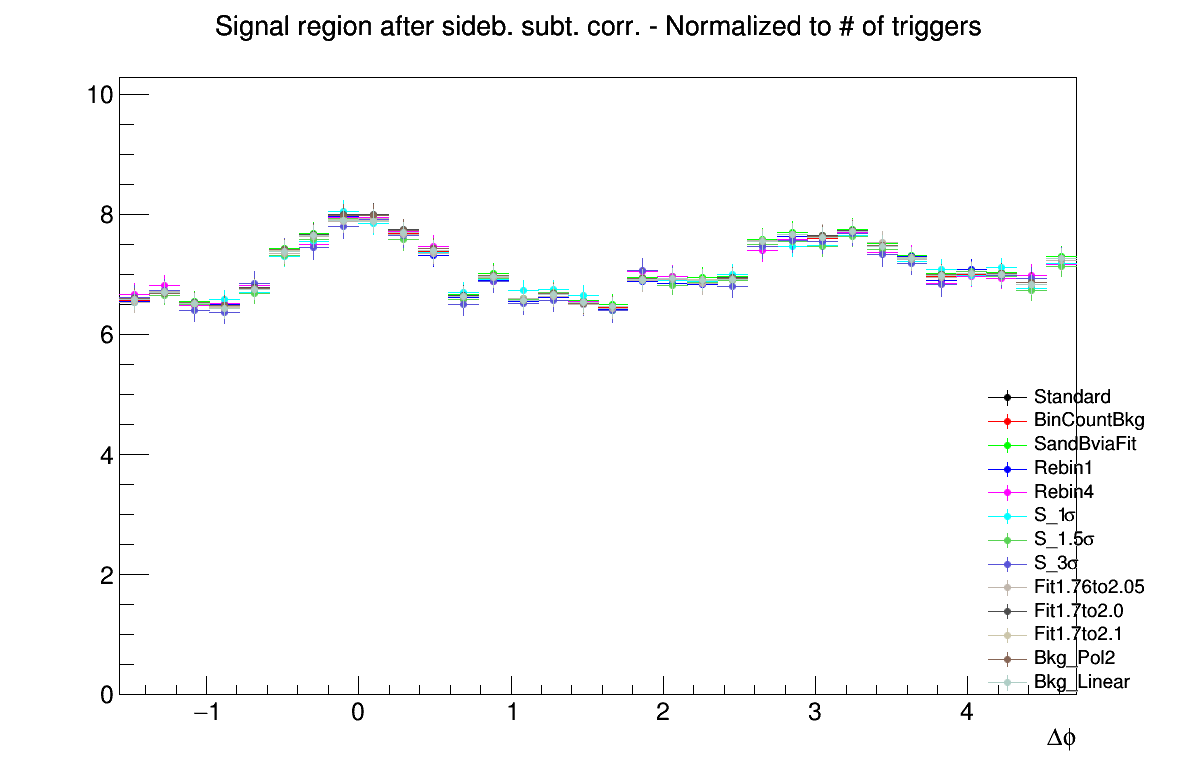 Signal region after sideb. subt. corr. - Normalized to # of triggers
10
8
6
4
2
0
−1 0 1 2 3 4
Δϕ
Standard
BinCountBkg
SandBviaFit
Rebin1
Rebin4
S_1σ
S_1.5σ
S_3σ
Fit1.76to2.05
Fit1.7to2.0
Fit1.7to2.1
Bkg_Pol2
Bkg_Linear